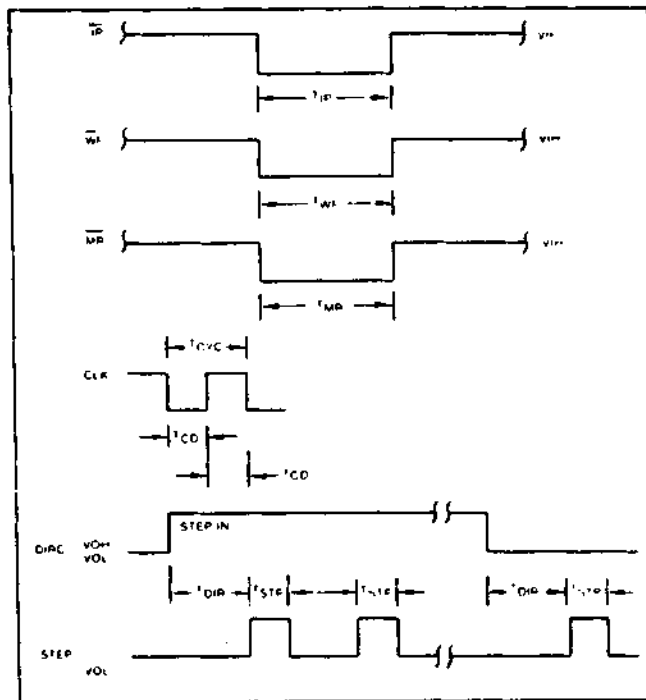 IP VIH
TIP
WF VIH
TWF
MR VIH
TMR
TCYC
CLK
TCD
TCD
STEP IN
DIRC VOH
VOL
TDIR TSTP TSTP TDIR TSTP
STEP
VOL